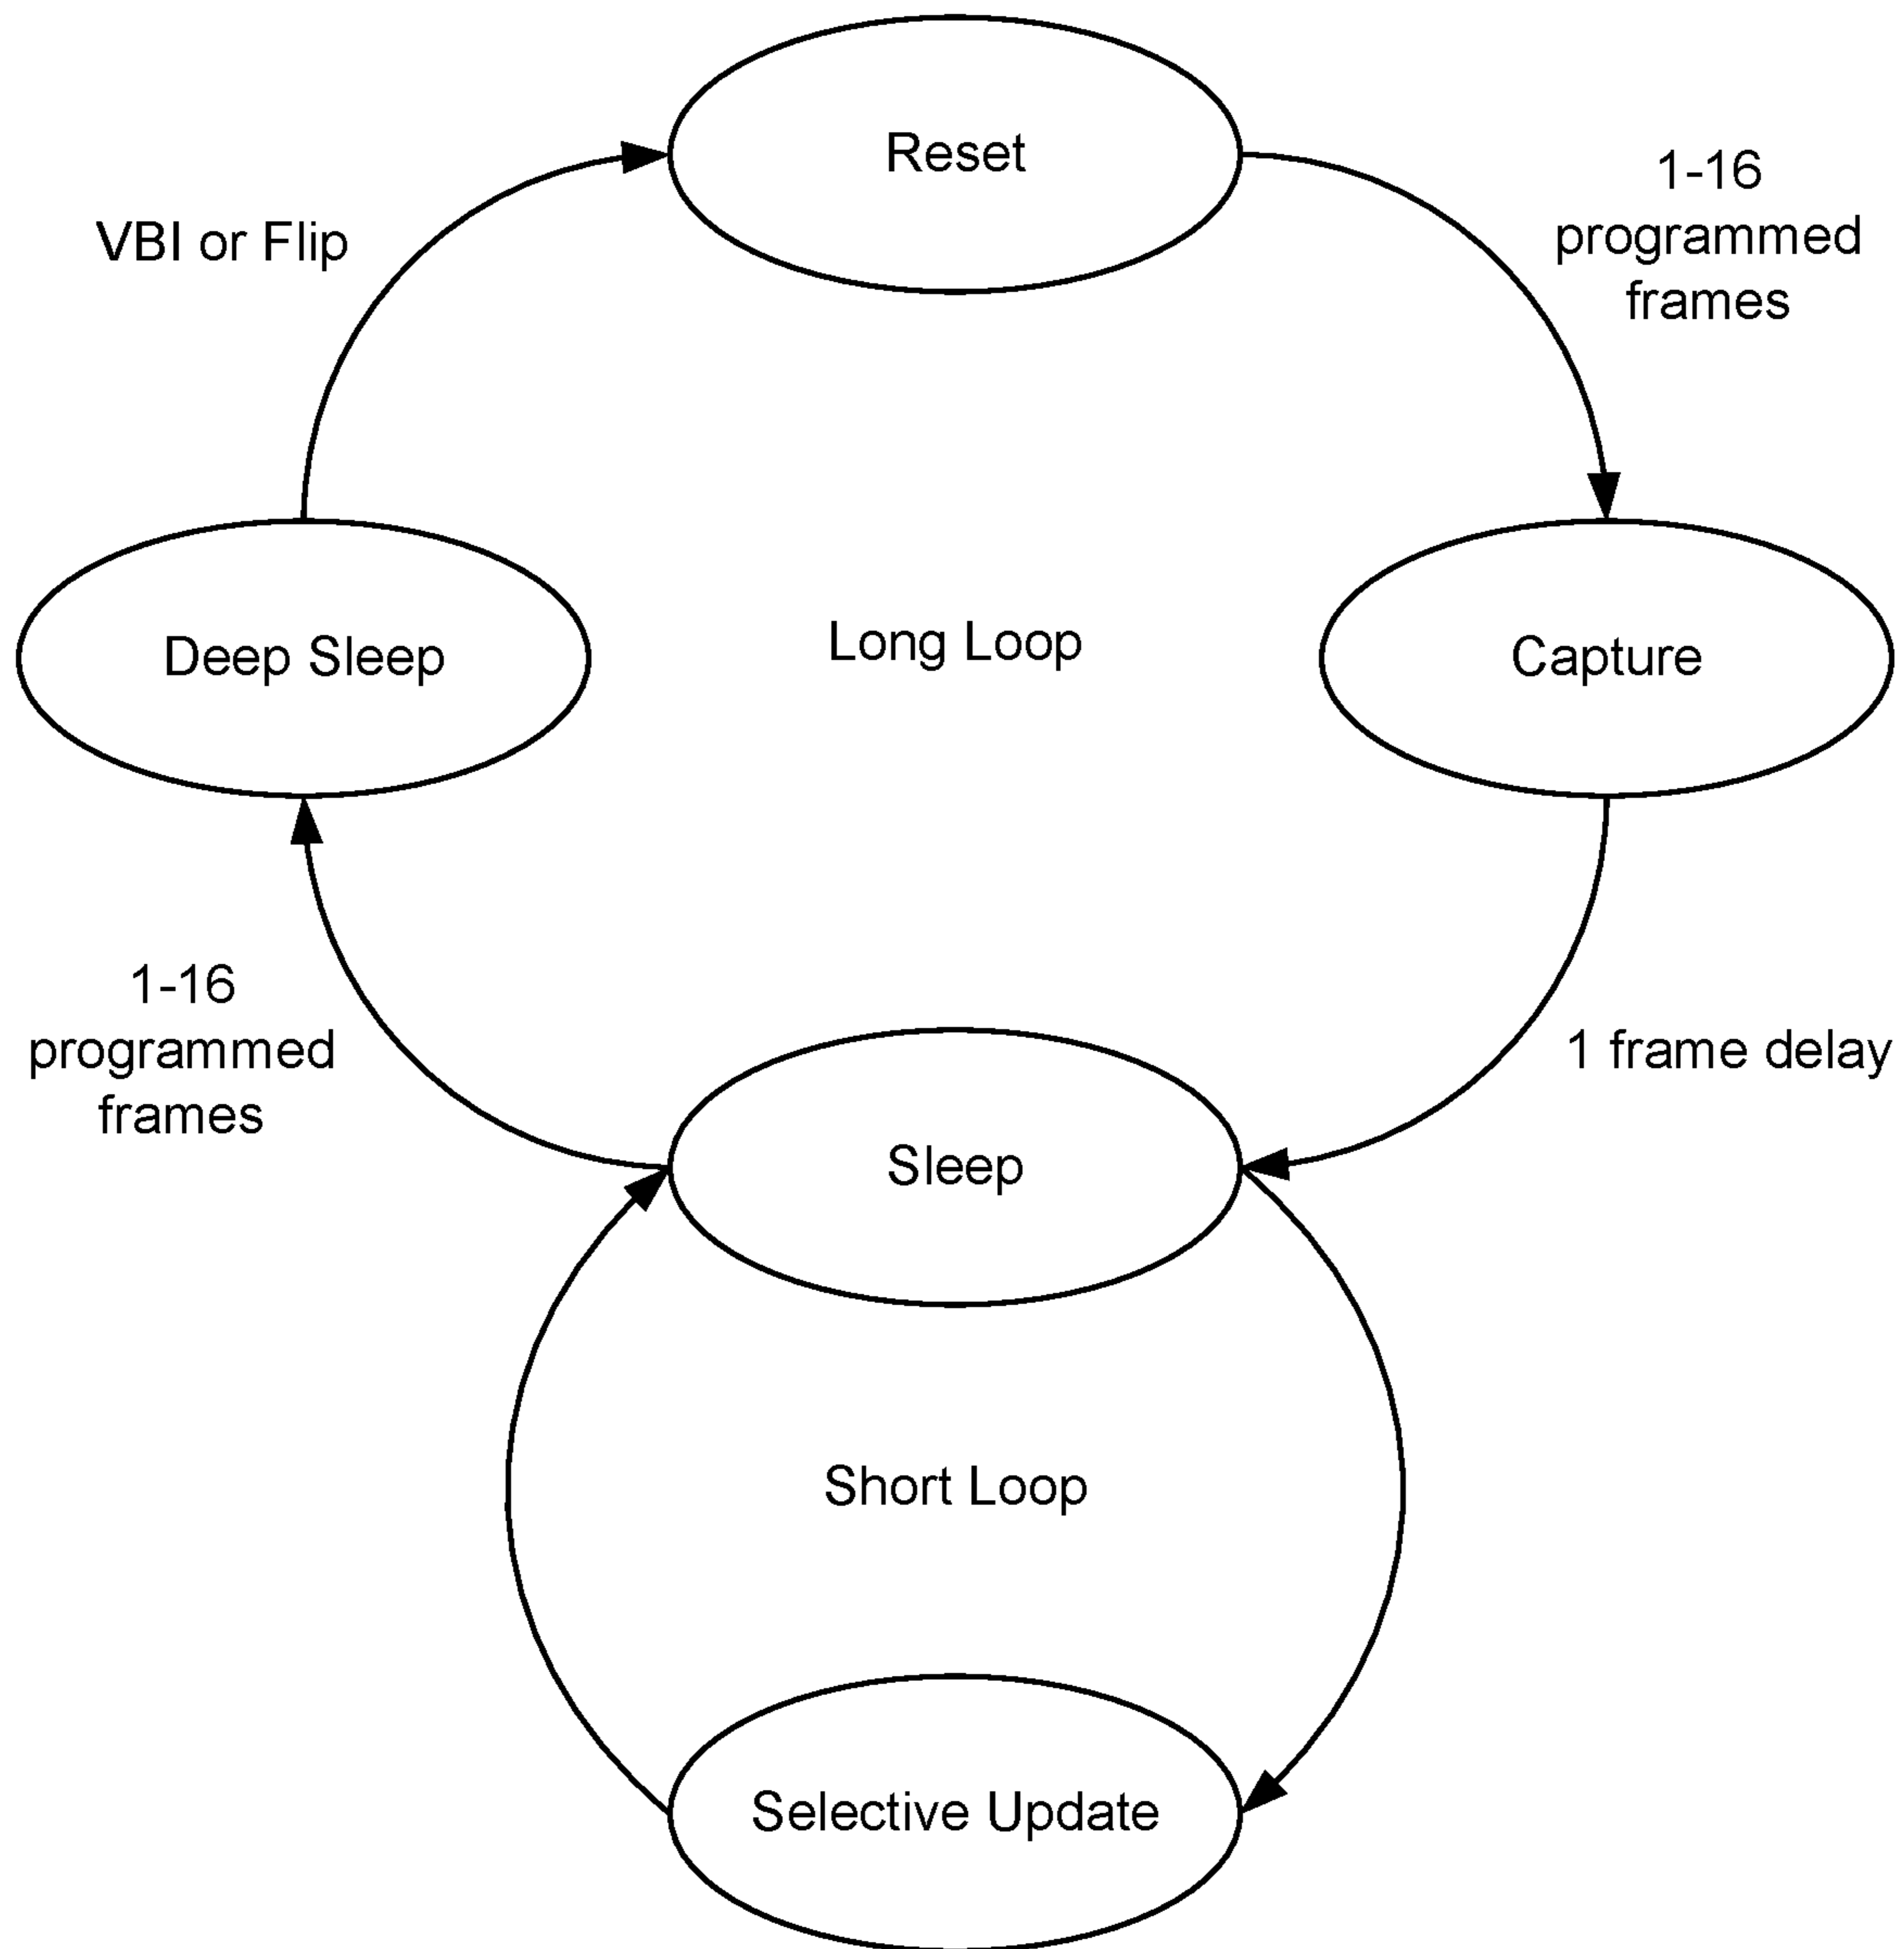 Reset
1-16
programmed
frames
VBI or Flip
Deep Sleep
Long Loop
Capture
1-16
programmed
frames
1 frame delay
Sleep
Short Loop
Selective Update